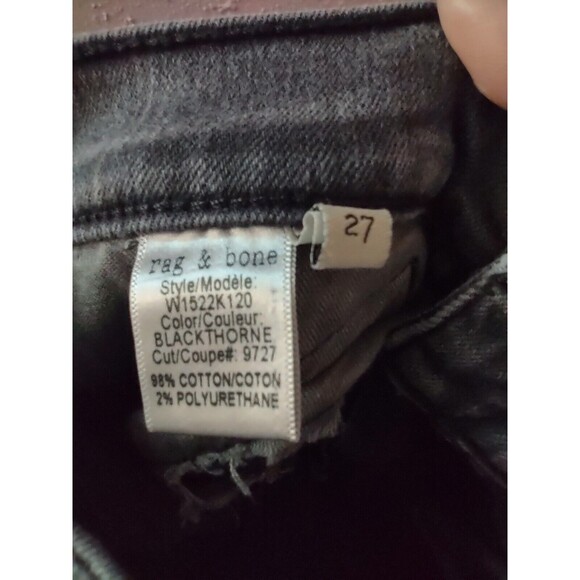 27
rag & bone
Style/Modèle:
W1522K120
Color/Couleur:
BLACKTHORNE
Cut/Coupe#: 9727
98% COTTON/COTON
2% POLYURETHANE